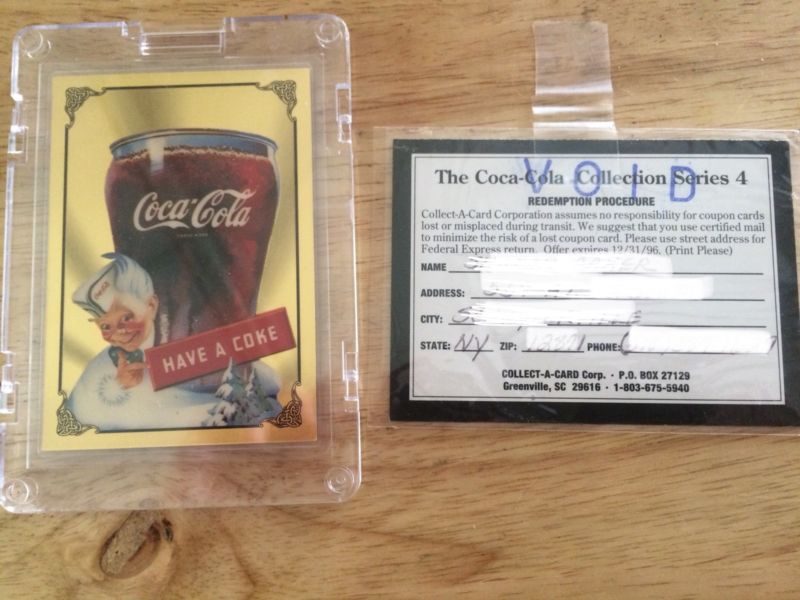 Coca-Cola
TRADE MARK
HAVE A COKE
VOID
The Coca-Cola Collection Series 4
REDEMPTION PROCEDURE
Collect-A-Card Corporation assumes no responsibility for coupon cards
lost or misplaced during transit. We suggest that you use certified mail
to minimize the risk of a lost coupon card. Please use street address for
Federal Express return. Offer expires 12/31/96. (Print Please)
NAME
ADDRESS:
CITY:
STATE: NY ZIP: PHONE:
COLLECT-A-CARD Corp. · P.O. BOX 27129
Greenville, SC 29616 · 1-803-675-5940